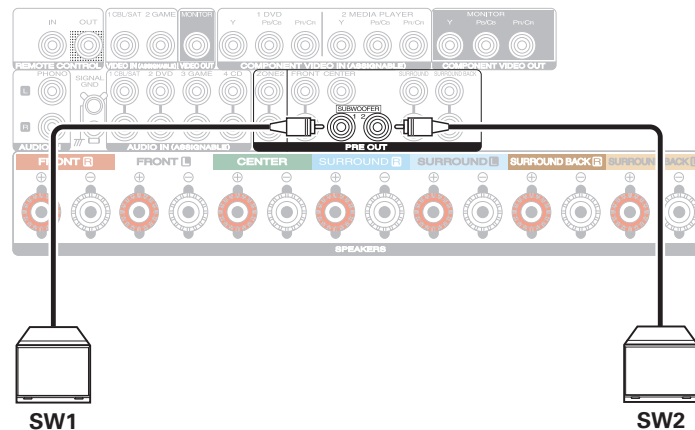 1 CBL/SAT 2 GAME MONITOR 1 DVD 2 MEDIA PLAYER MONITOR
IN OUT Y PB/CB PR/CR Y PB/CB PR/CR Y PB/CB PR/CR
REMOTE CONTROL VIDEO IN (ASSIGNABLE) VIDEO OUT COMPONENT VIDEO IN (ASSIGNABLE) COMPONENT VIDEO OUT
PHONO SIGNAL GND 1 CBL/SAT 2 DVD 3 GAME 4 CD ZONE2 FRONT CENTER SURROUND SURROUND BACK
L
SUBWOOFER
1 2
R
AUDIO IN (ASSIGNABLE) PRE OUT
FRONT R FRONT L CENTER SURROUND R SURROUND L SURROUND BACK R SURROUND BACK
+ − + − + − + − + − + − + −
SPEAKERS
SW1 SW2